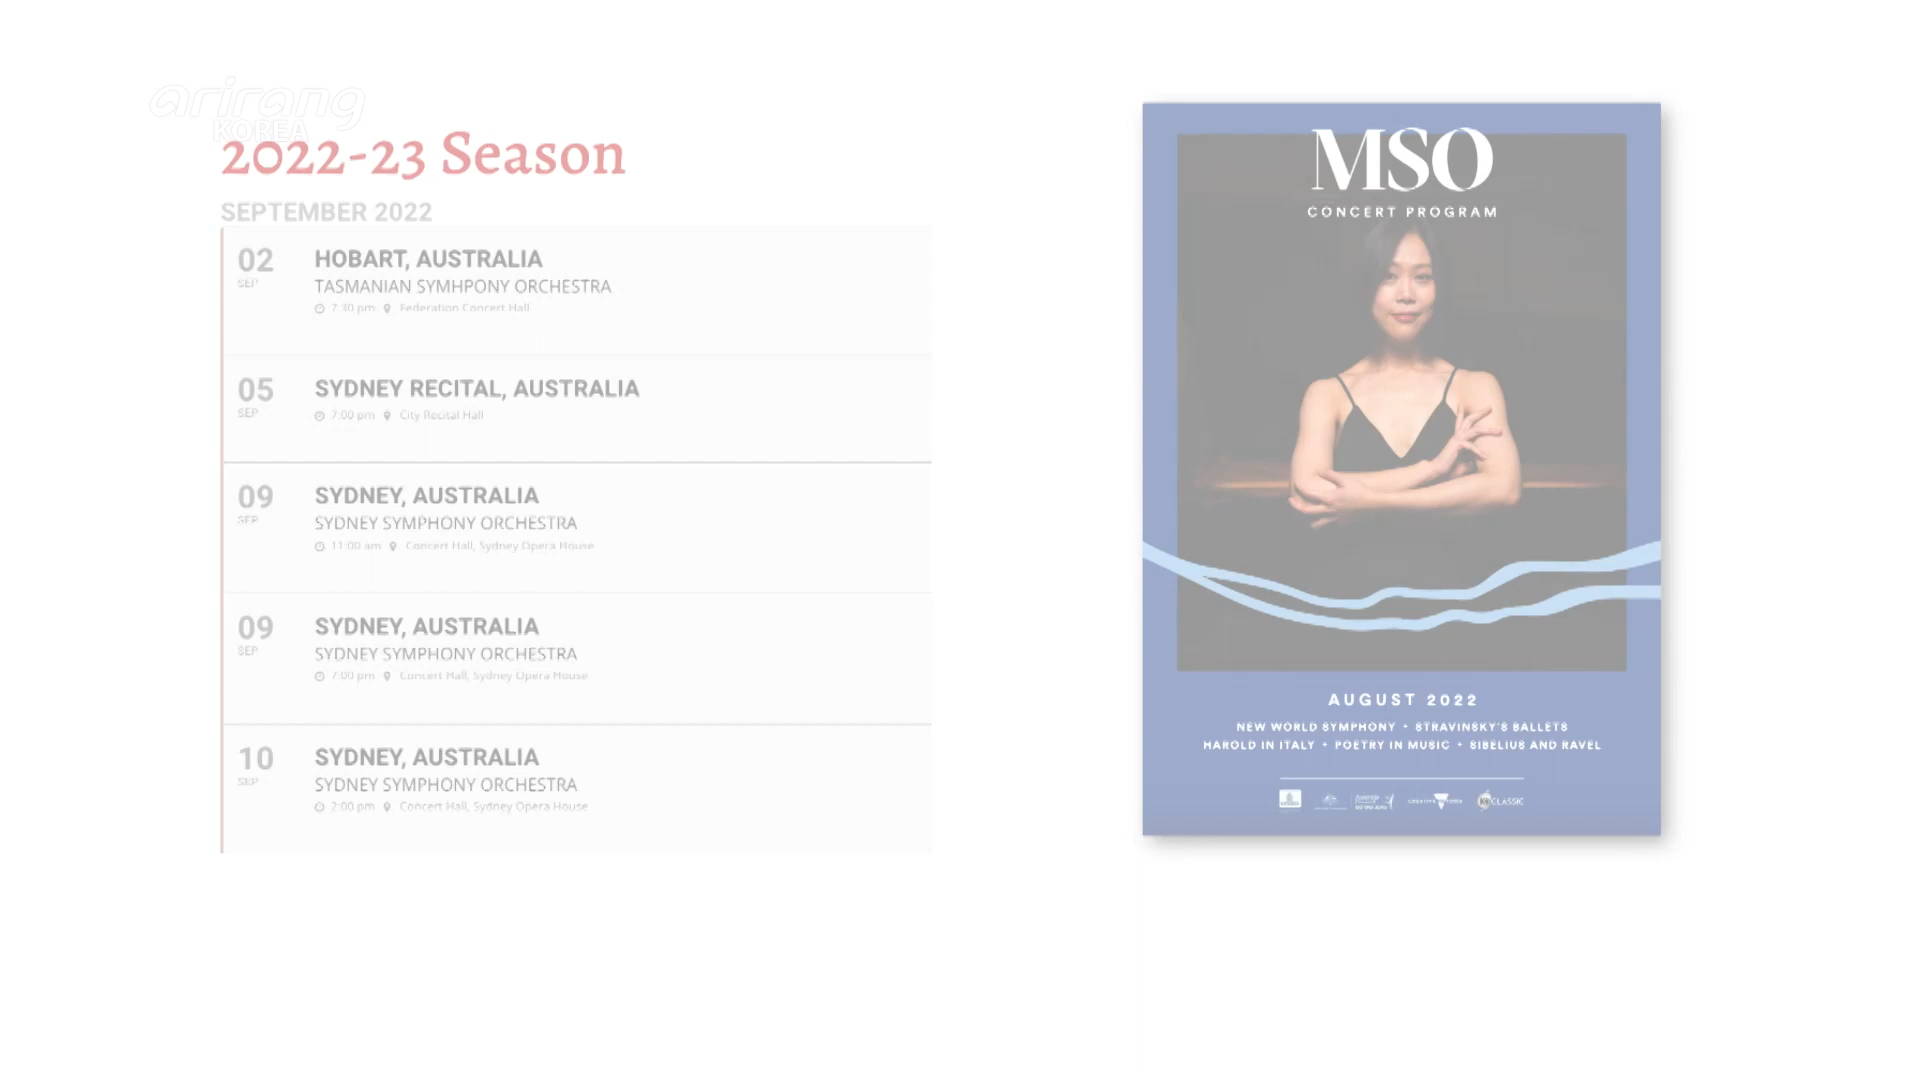 arirang
KOREA
2022-23 Season
SEPTEMBER 2022
02
SEP
HOBART, AUSTRALIA
TASMANIAN SYMHPONY ORCHESTRA
7:30 pm Federation Concert Hall
05
SEP
SYDNEY RECITAL, AUSTRALIA
7:00 pm City Recital Hall
09
SEP
SYDNEY, AUSTRALIA
SYDNEY SYMPHONY ORCHESTRA
11:00 am Concert Hall, Sydney Opera House
09
SEP
SYDNEY, AUSTRALIA
SYDNEY SYMPHONY ORCHESTRA
7:00 pm Concert Hall, Sydney Opera House
10
SEP
SYDNEY, AUSTRALIA
SYDNEY SYMPHONY ORCHESTRA
2:00 pm Concert Hall, Sydney Opera House
MSO
CONCERT PROGRAM
AUGUST 2022
NEW WORLD SYMPHONY • STRAVINSKY'S BALLETS
HAROLD IN ITALY • POETRY IN MUSIC • SIBELIUS AND RAVEL
CLASSIC